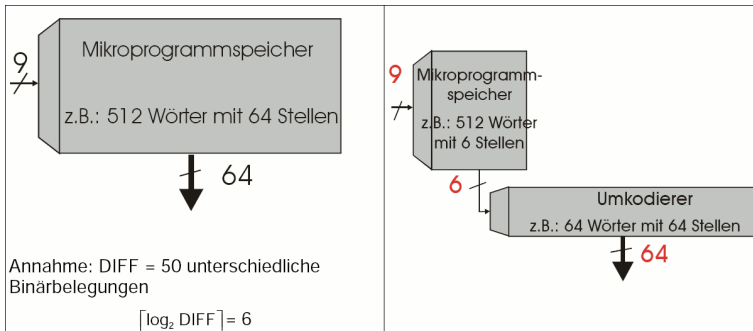 9
Mikroprogrammspeicher
z.B.: 512 Wörter mit 64 Stellen
64
Annahme: DIFF = 50 unterschiedliche
Binärbelegungen
⌈log₂ DIFF⌉ = 6
9
Mikroprogramm-
speicher
z.B.: 512 Wörter
mit 6 Stellen
6
Umkodierer
z.B.: 64 Wörter mit 64 Stellen
64